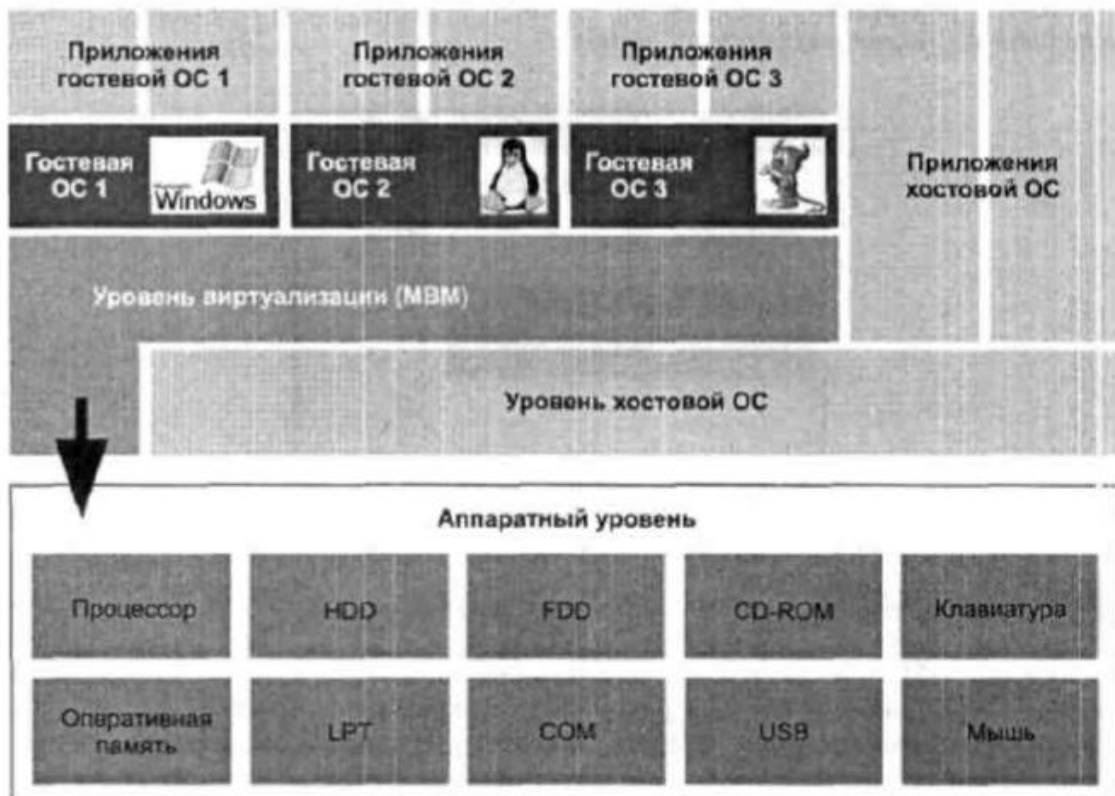 Приложения
гостевой ОС 1
Приложения
гостевой ОС 2
Приложения
гостевой ОС 3
Приложения
хостовой ОС
Гостевая
ОС 1
Windows
Гостевая
ОС 2
Гостевая
ОС 3
Уровень виртуализации (МВМ)
Уровень хостовой ОС
Аппаратный уровень
Процессор
HDD
FDD
CD-ROM
Клавиатура
Оперативная
память
LPT
COM
USB
Мышь